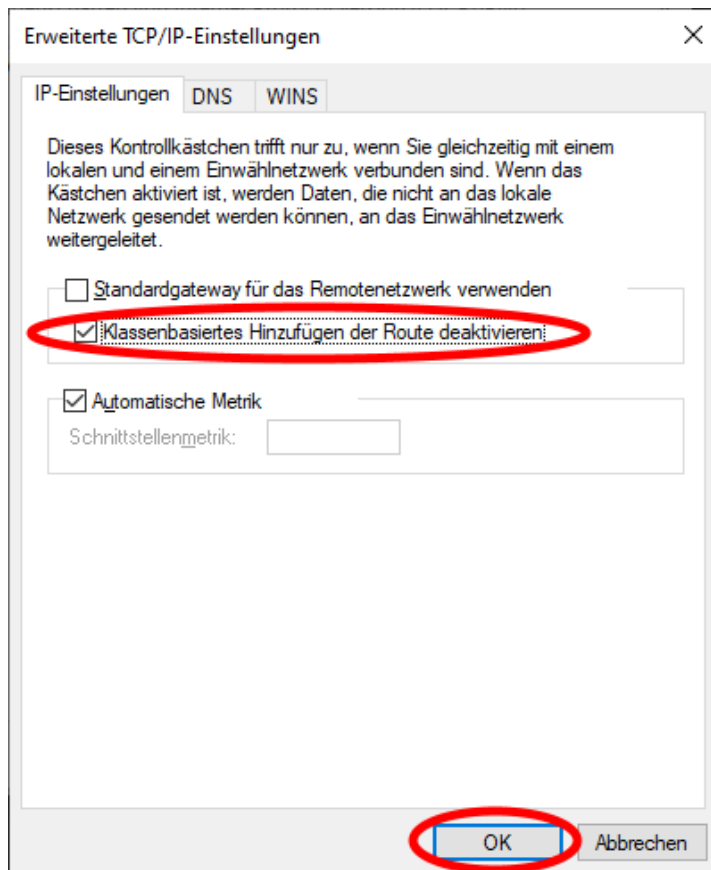 Erweiterte TCP/IP-Einstellungen
IP-Einstellungen DNS WINS
Dieses Kontrollkästchen trifft nur zu, wenn Sie gleichzeitig mit einem
lokalen und einem Einwählnetzwerk verbunden sind. Wenn das
Kästchen aktiviert ist, werden Daten, die nicht an das lokale
Netzwerk gesendet werden können, an das Einwählnetzwerk
weitergeleitet.
Standardgateway für das Remotenetzwerk verwenden
Klassenbasiertes Hinzufügen der Route deaktivieren
Automatische Metrik
Schnittstellenmetrik:
OK Abbrechen